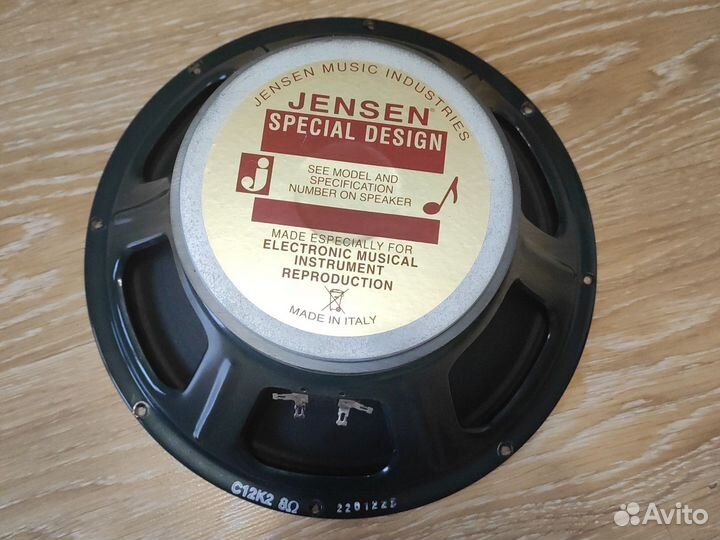 JENSEN MUSIC INDUSTRIES
JENSEN®
SPECIAL DESIGN
j
SEE MODEL AND
SPECIFICATION
NUMBER ON SPEAKER
MADE ESPECIALLY FOR
ELECTRONIC MUSICAL
INSTRUMENT
REPRODUCTION
MADE IN ITALY
C12K2 8Ω
Avito